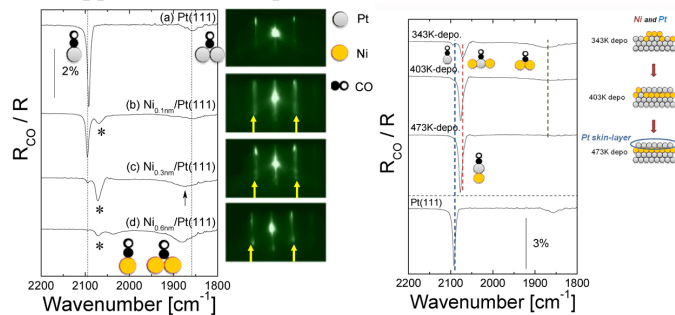 (a) Pt(111)
2%
(b) Ni0.1nm/Pt(111)
*
(c) Ni0.3nm/Pt(111)
*
(d) Ni0.6nm/Pt(111)
*
RCO / R
2200 2100 2000 1900 1800
Wavenumber [cm-1]
Pt
Ni
CO
343K-depo.
403K-depo.
473K-depo.
Pt(111)
3%
RCO / R
2200 2100 2000 1900 1800
Wavenumber [cm-1]
Ni and Pt
343K depo
403K depo
Pt skin-layer
473K depo